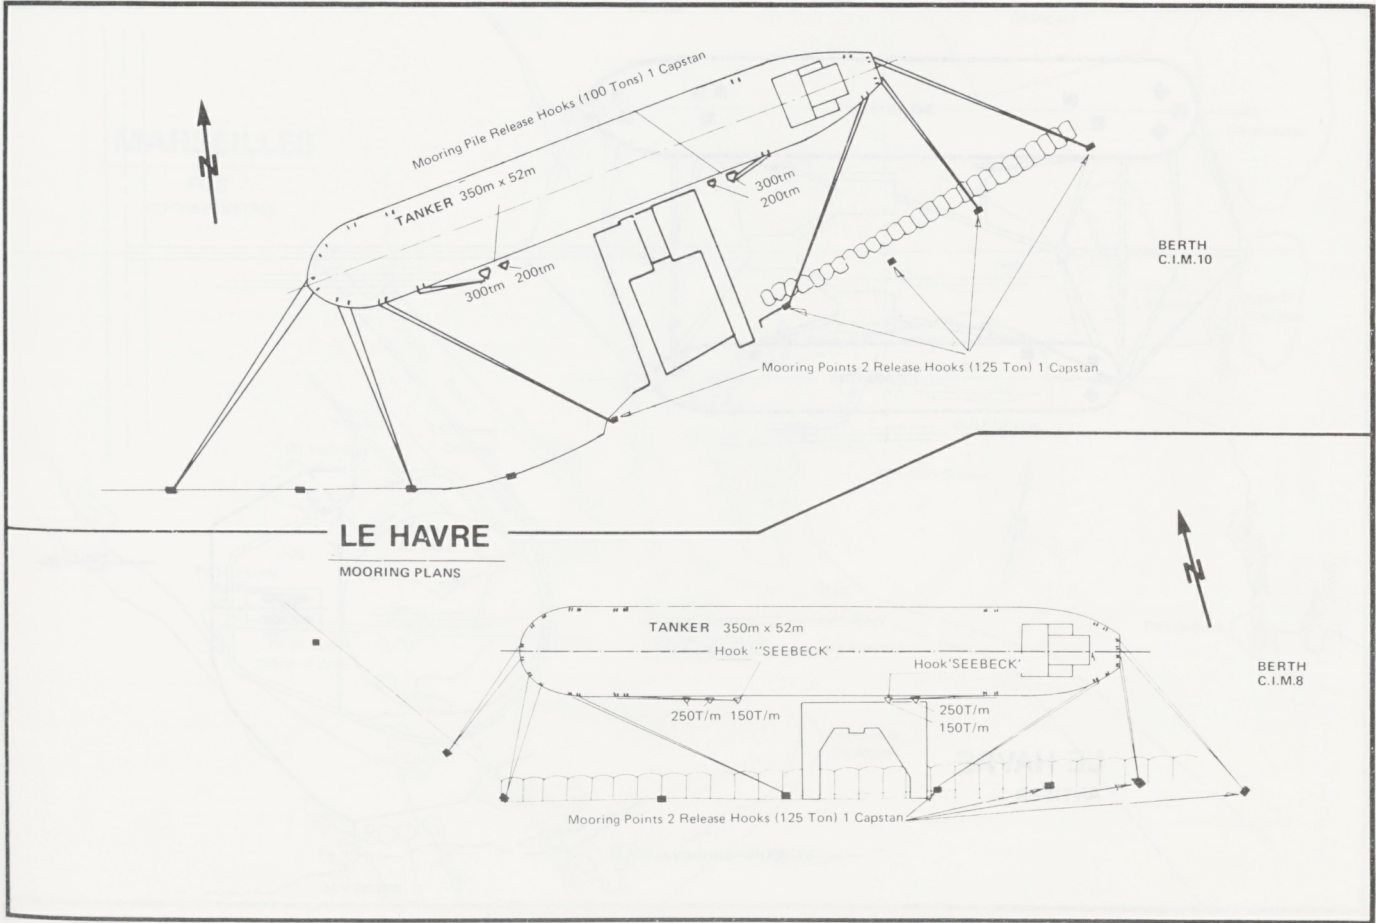 Mooring Pile Release Hooks (100 Tons) 1 Capstan
N
TANKER 350m x 52m
300tm
200tm
300tm 200tm
BERTH
C.I.M.10
Mooring Points 2 Release Hooks (125 Ton) 1 Capstan
LE HAVRE
MOORING PLANS
N
TANKER 350m x 52m
Hook "SEEBECK'
Hook'SEEBECK'
BERTH
C.I.M.8
250T/m 150T/m
250T/m
150T/m
Mooring Points 2 Release Hooks (125 Ton) 1 Capstan